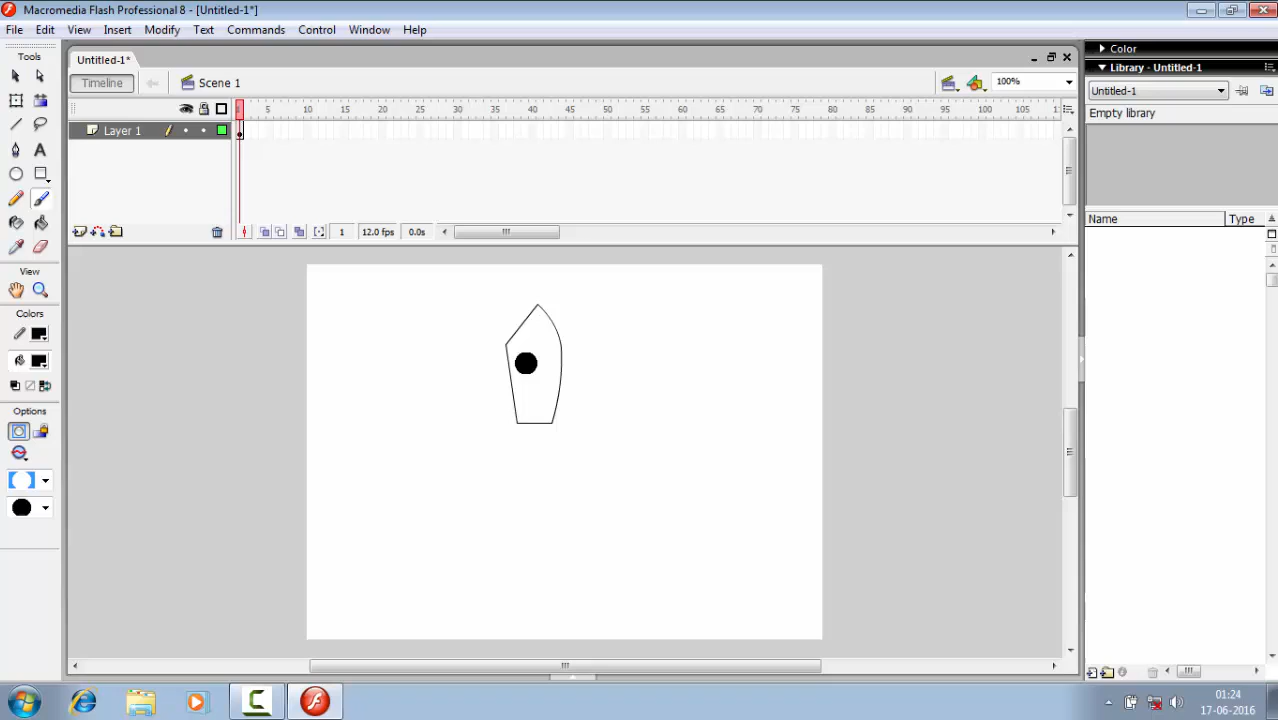 Macromedia Flash Professional 8 - [Untitled-1*]
File Edit View Insert Modify Text Commands Control Window Help
Tools
View
Colors
Options
Untitled-1*
Timeline Scene 1 100%
1 5 10 15 20 25 30 35 40 45 50 55 60 65 70 75 80 85 90 95 100 105 1
Layer 1
1 12.0 fps 0.0s
Color
Library - Untitled-1
Untitled-1
Empty library
Name Type
01:24
17-06-2016